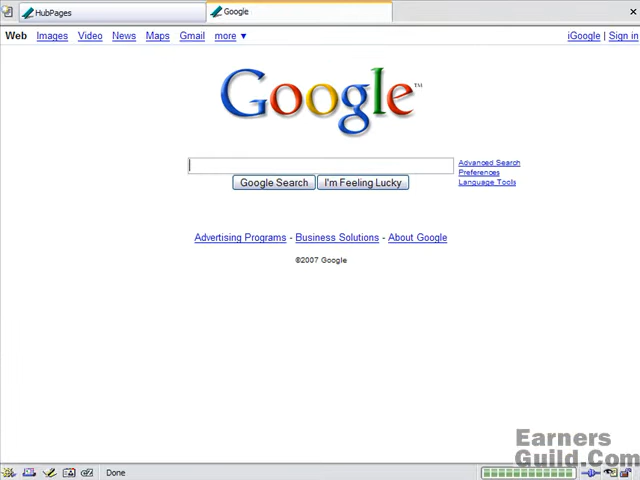 HubPages
Google
Web Images Video News Maps Gmail more ▼
iGoogle | Sign in
Google™
Advanced Search
Preferences
Language Tools
Google Search I'm Feeling Lucky
Advertising Programs - Business Solutions - About Google
©2007 Google
Done
Earners
Guild.Com